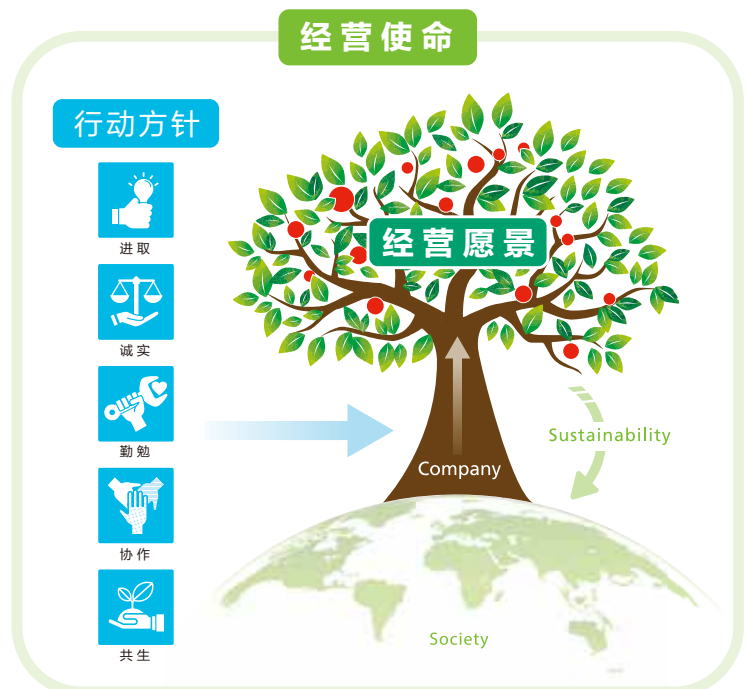 经营使命
行动方针
进取
诚实
勤勉
协作
共生
经营愿景
Company
Sustainability
Society